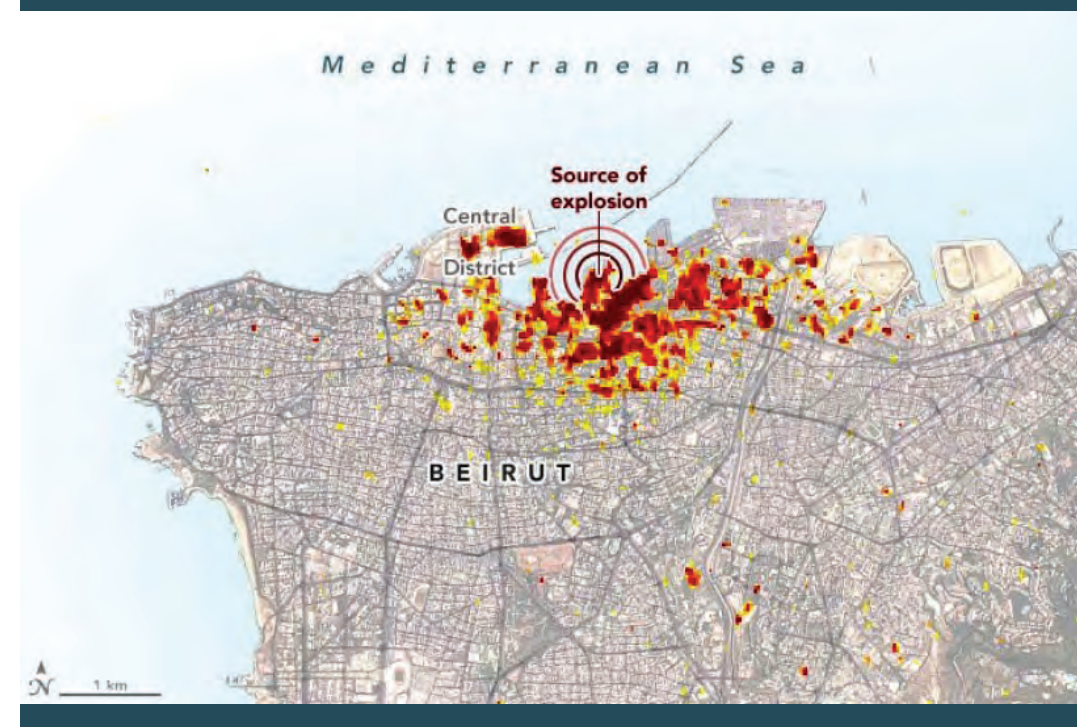 Mediterranean Sea
Source of
explosion
Central
District
BEIRUT
N
1 km